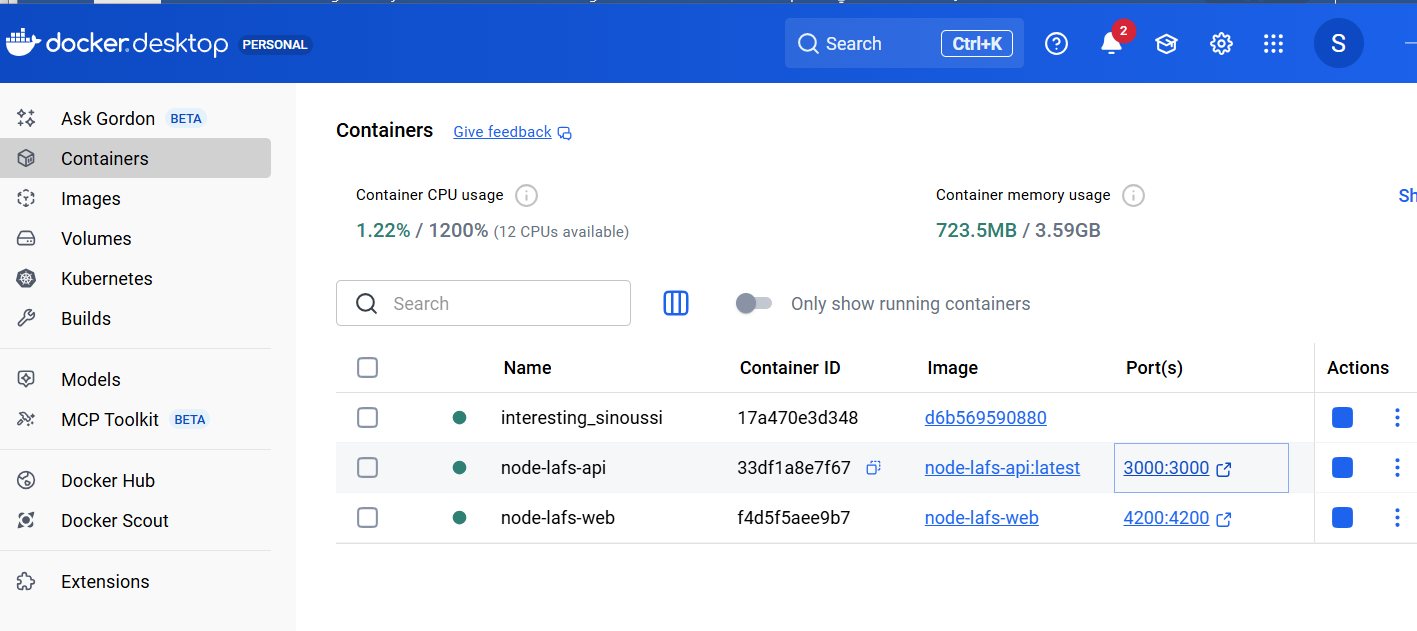 docker.desktop PERSONAL Search Ctrl+K 2 S
Ask Gordon BETA
Containers
Images
Volumes
Kubernetes
Builds
Models
MCP Toolkit BETA
Docker Hub
Docker Scout
Extensions
Containers Give feedback
Container CPU usage
1.22% / 1200% (12 CPUs available)
Container memory usage
723.5MB / 3.59GB
Sh
Search Only show running containers
Name Container ID Image Port(s) Actions
interesting_sinoussi 17a470e3d348 d6b569590880
node-lafs-api 33df1a8e7f67 node-lafs-api:latest 3000:3000
node-lafs-web f4d5f5aee9b7 node-lafs-web 4200:4200